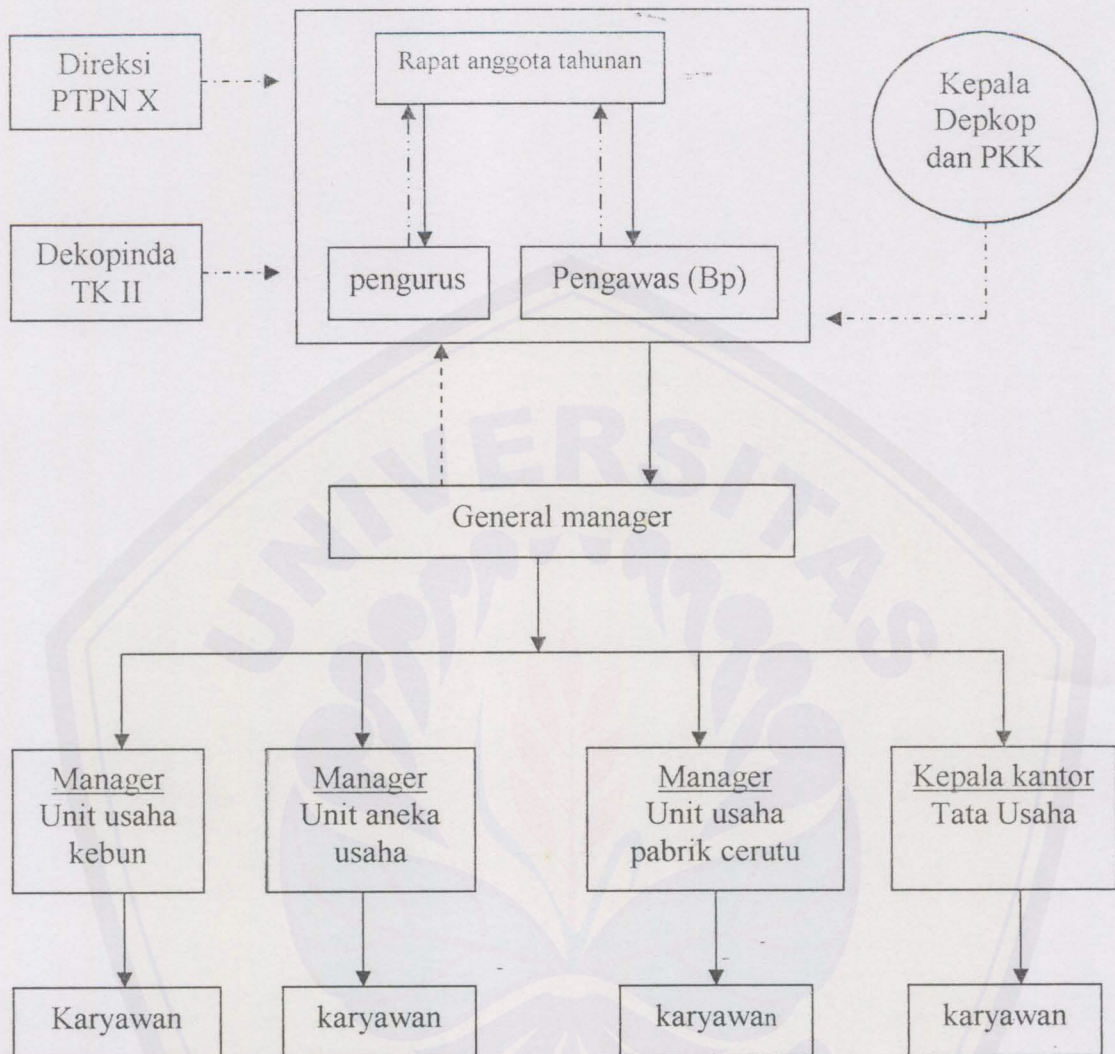 Direksi
PTPN X
Rapat anggota tahunan
Kepala
Depkop
dan PKK
Dekopinda
TK II
pengurus
Pengawas (Bp)
General manager
UNIVERSITAS
Manager
Unit usaha
kebun
Manager
Unit aneka
usaha
Manager
Unit usaha
pabrik cerutu
Kepala kantor
Tata Usaha
Karyawan
karyawan
karyawan
karyawan